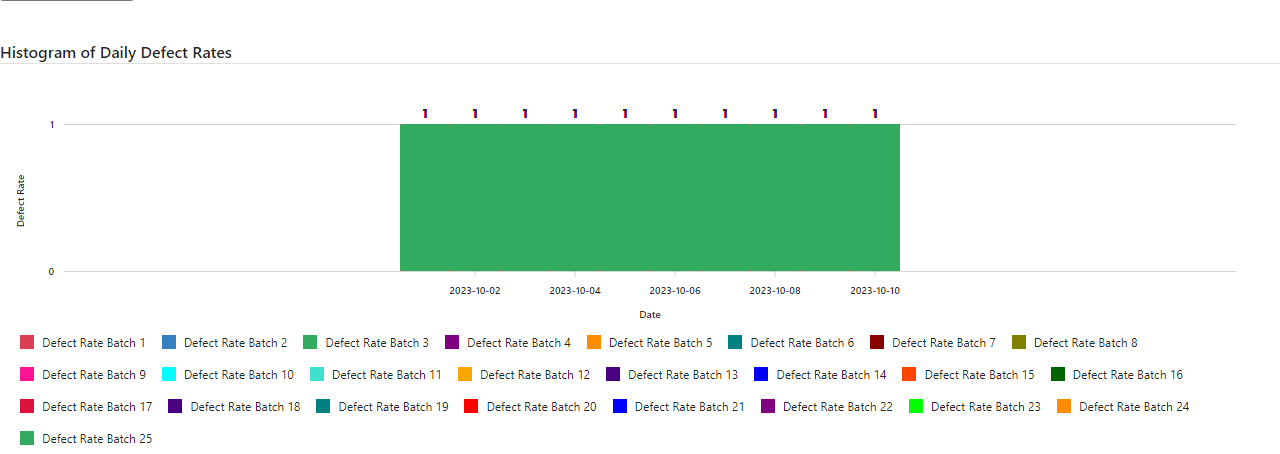 Histogram of Daily Defect Rates
1 1 1 1 1 1 1 1 1 1
1
Defect Rate
0
2023-10-02 2023-10-04 2023-10-06 2023-10-08 2023-10-10
Date
Defect Rate Batch 1 Defect Rate Batch 2 Defect Rate Batch 3 Defect Rate Batch 4 Defect Rate Batch 5 Defect Rate Batch 6 Defect Rate Batch 7 Defect Rate Batch 8
Defect Rate Batch 9 Defect Rate Batch 10 Defect Rate Batch 11 Defect Rate Batch 12 Defect Rate Batch 13 Defect Rate Batch 14 Defect Rate Batch 15 Defect Rate Batch 16
Defect Rate Batch 17 Defect Rate Batch 18 Defect Rate Batch 19 Defect Rate Batch 20 Defect Rate Batch 21 Defect Rate Batch 22 Defect Rate Batch 23 Defect Rate Batch 24
Defect Rate Batch 25